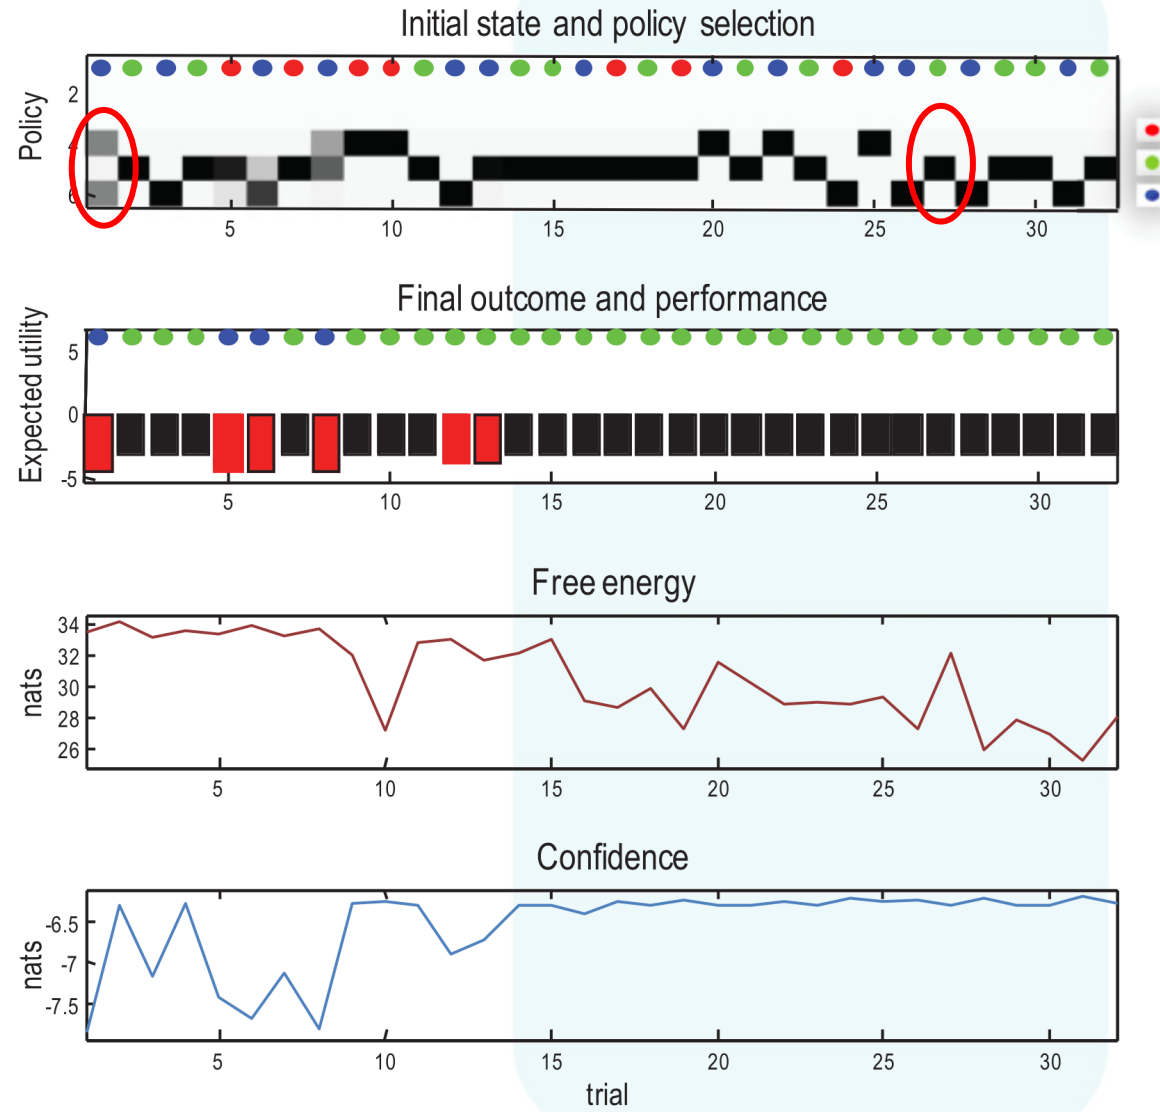 Initial state and policy selection
Policy
2
4
6
5 10 15 20 25 30
Final outcome and performance
Expected utility
5
0
-5
5 10 15 20 25 30
Free energy
nats
34
32
30
28
26
5 10 15 20 25 30
Confidence
nats
-6.5
-7
-7.5
5 10 15 20 25 30
trial